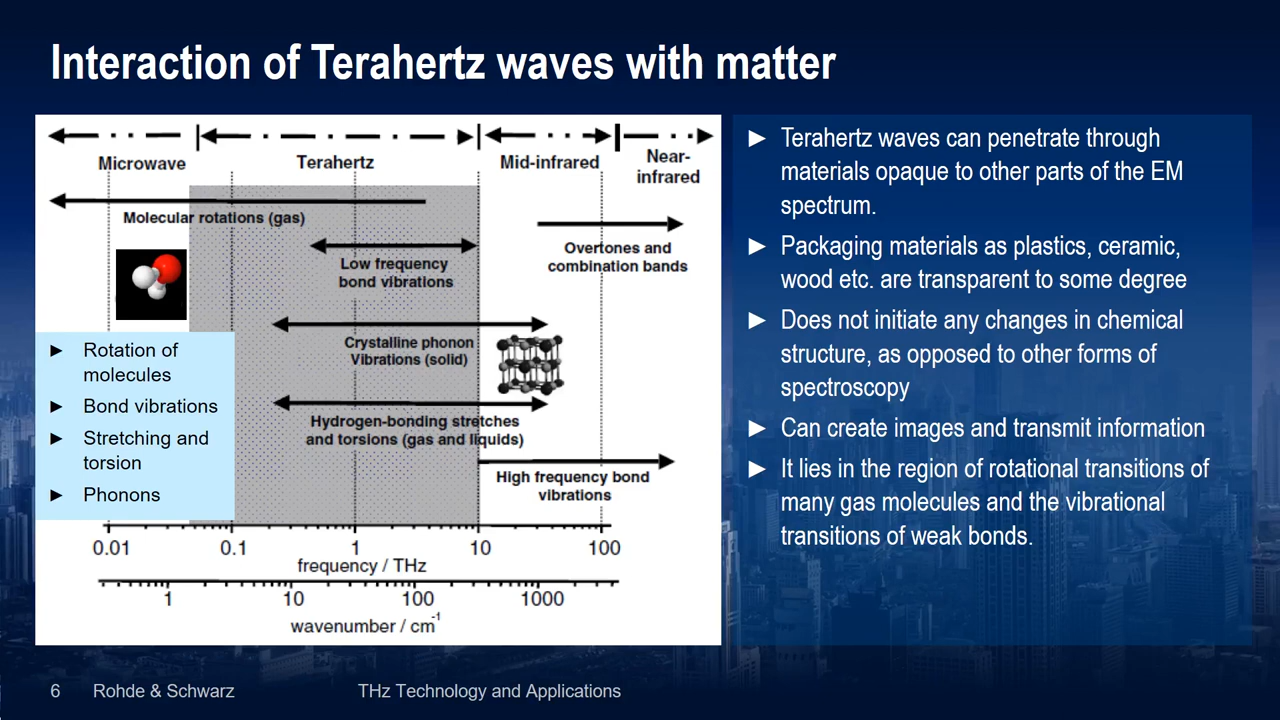 Interaction of Terahertz waves with matter
Microwave
Terahertz
Mid-infrared
Near-
infrared
Molecular rotations (gas)
Low frequency
bond vibrations
Overtones and
combination bands
Crystalline phonon
Vibrations (solid)
Hydrogen-bonding stretches
and torsions (gas and liquids)
High frequency bond
vibrations
► Rotation of
molecules
► Bond vibrations
► Stretching and
torsion
► Phonons
0.01 0.1 1 10 100
frequency / THz
1 10 100 1000
wavenumber / cm⁻¹
► Terahertz waves can penetrate through
materials opaque to other parts of the EM
spectrum.
► Packaging materials as plastics, ceramic,
wood etc. are transparent to some degree
► Does not initiate any changes in chemical
structure, as opposed to other forms of
spectroscopy
► Can create images and transmit information
► It lies in the region of rotational transitions of
many gas molecules and the vibrational
transitions of weak bonds.
6 Rohde & Schwarz THz Technology and Applications